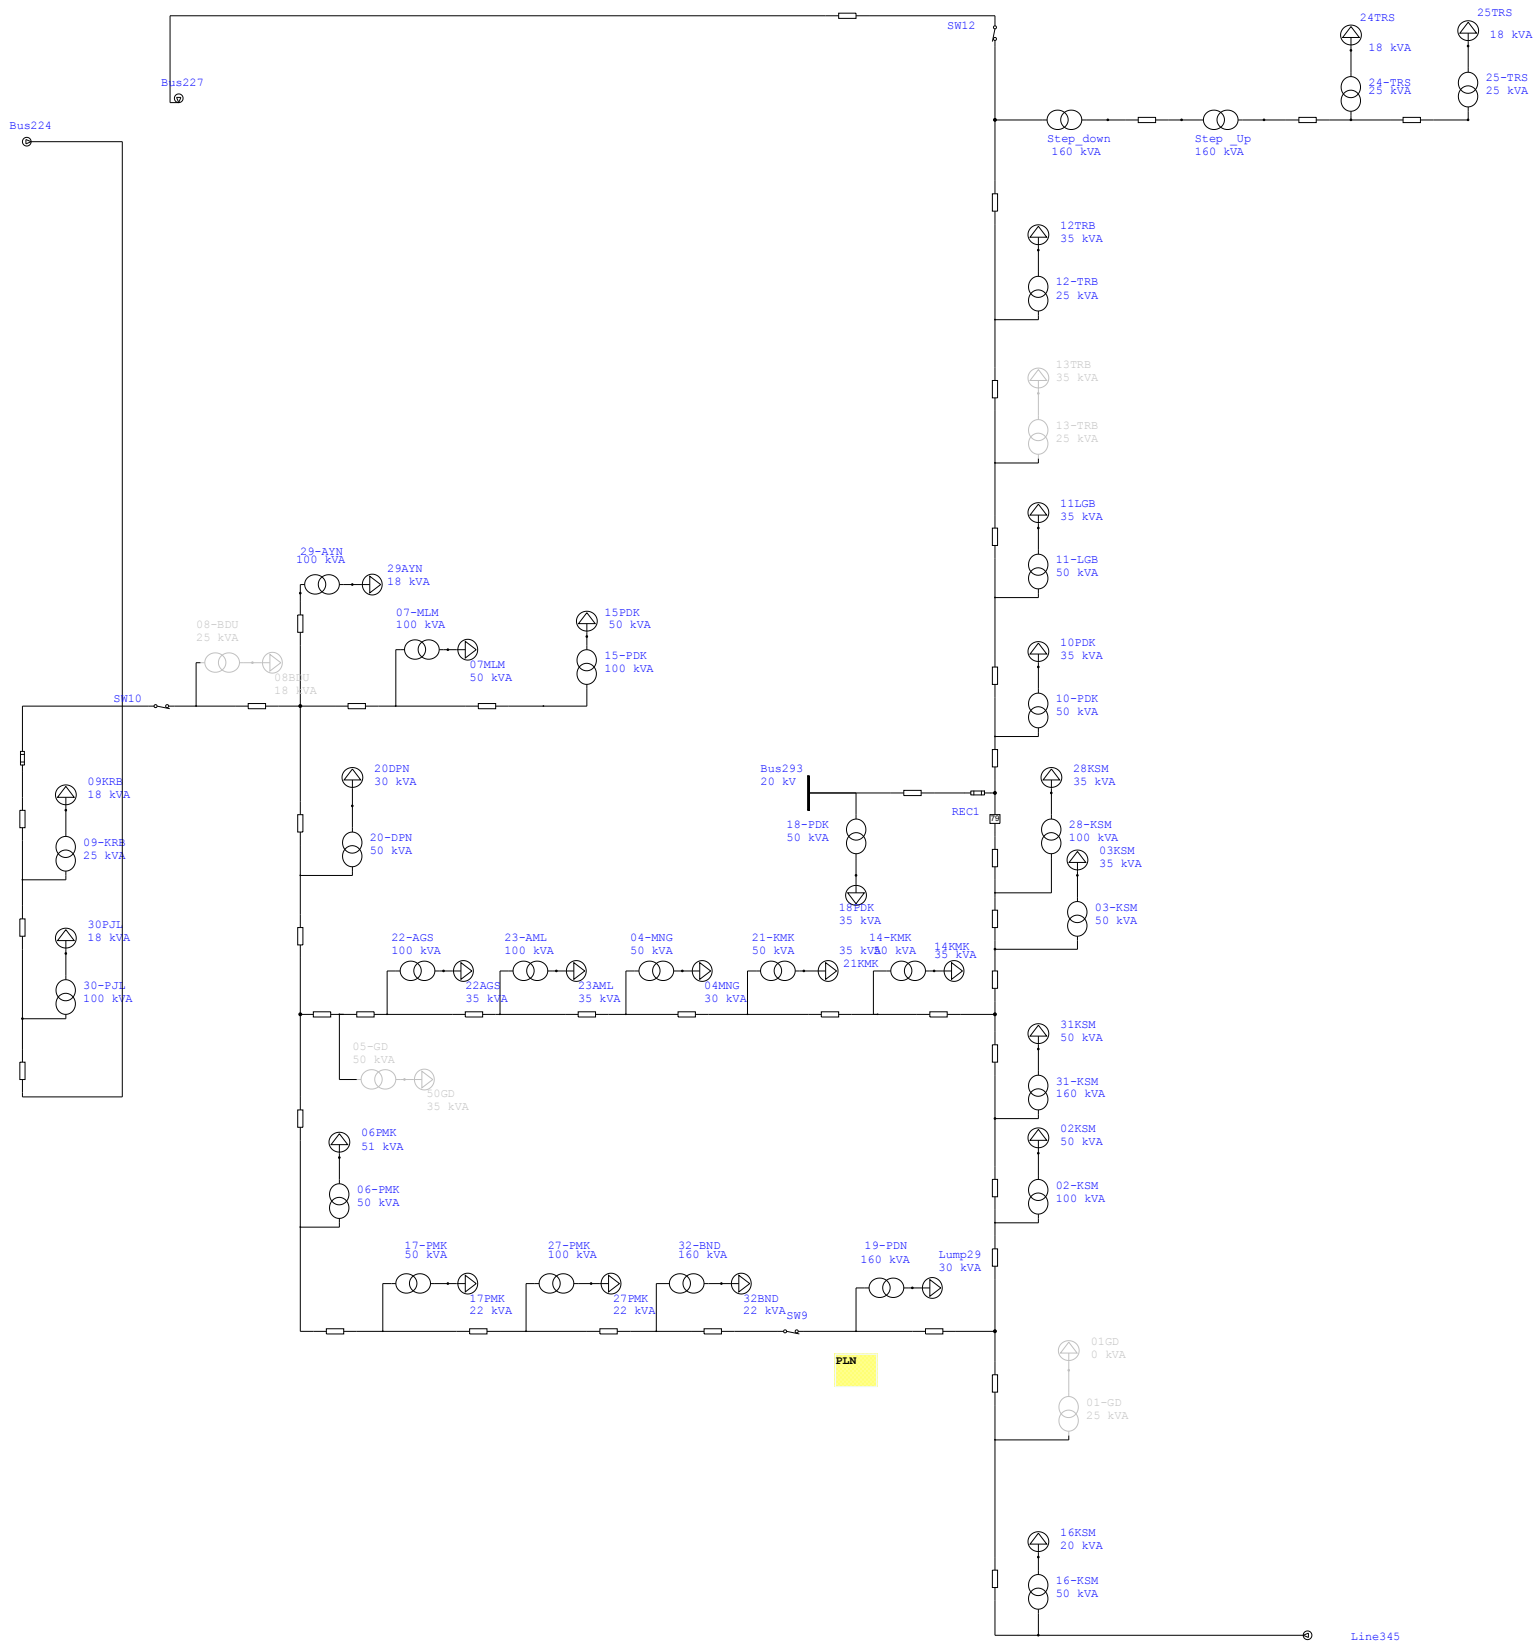 SW12
24TRS
18 kVA
25TRS
18 kVA
24-TRS
25 kVA
25-TRS
25 kVA
Bus227
Bus224
Step_down
160 kVA
Step _Up
160 kVA
12TRB
35 kVA
12-TRB
25 kVA
13TRB
35 kVA
13-TRB
25 kVA
11LGB
35 kVA
11-LGB
50 kVA
29-AYN
100 kVA
29AYN
18 kVA
08-BDU
25 kVA
08BDU
18 kVA
07-MLM
100 kVA
07MLM
50 kVA
15PDK
50 kVA
15-PDK
100 kVA
10PDK
35 kVA
10-PDK
50 kVA
SW10
09KRB
18 kVA
09-KRB
25 kVA
20DPN
30 kVA
20-DPN
50 kVA
Bus293
20 kV
REC1
79
18-PDK
50 kVA
18PDK
35 kVA
28KSM
35 kVA
28-KSM
100 kVA
03KSM
35 kVA
03-KSM
50 kVA
30PJL
18 kVA
30-PJL
100 kVA
22-AGS
100 kVA
22AGS
35 kVA
23-AML
100 kVA
23AML
35 kVA
04-MNG
50 kVA
04MNG
30 kVA
21-KMK
50 kVA
35 kVA
21KMK
14-KMK
50 kVA
14KMK
35 kVA
05-GD
50 kVA
50GD
35 kVA
31KSM
50 kVA
31-KSM
160 kVA
06PMK
51 kVA
06-PMK
50 kVA
02KSM
50 kVA
02-KSM
100 kVA
17-PMK
50 kVA
17PMK
22 kVA
27-PMK
100 kVA
27PMK
22 kVA
32-BND
160 kVA
32BND
22 kVA
SW9
19-PDN
160 kVA
Lump29
30 kVA
PLN
01GD
0 kVA
01-GD
25 kVA
16KSM
20 kVA
16-KSM
50 kVA
Line345